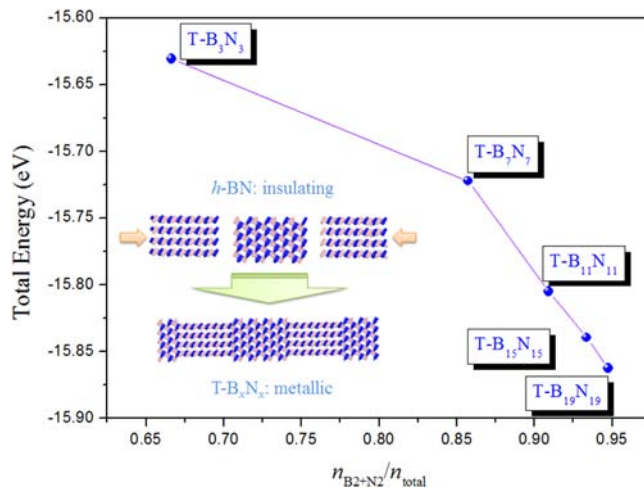 -15.60
-15.65
-15.70
-15.75
-15.80
-15.85
-15.90
Total Energy (eV)
T-B₃N₃
T-B₇N₇
T-B₁₁N₁₁
T-B₁₅N₁₅
T-B₁₉N₁₉
h-BN: insulating
T-BₓNₓ: metallic
0.65 0.70 0.75 0.80 0.85 0.90 0.95
n_B2+N2/n_total